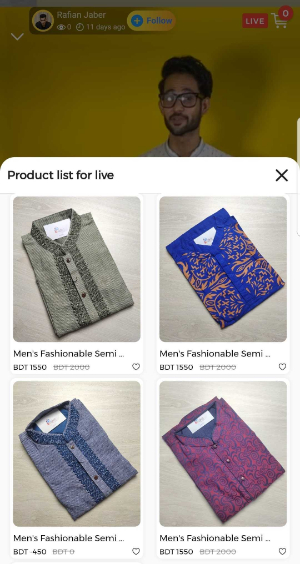 Rafian Jaber
0
11 days ago
Follow
LIVE
0
Product list for live
Men's Fashionable Semi ...
BDT 1550 BDT 2000
Men's Fashionable Semi ...
BDT 1550 BDT 2000
Men's Fashionable Semi ...
BDT -450 BDT 0
Men's Fashionable Semi ...
BDT 1550 BDT 2000